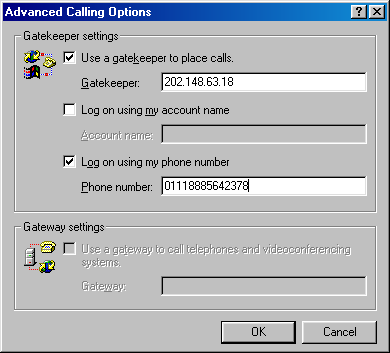 Advanced Calling Options
Gatekeeper settings
Use a gatekeeper to place calls.
Gatekeeper: 202.148.63.18
Log on using my account name
Account name:
Log on using my phone number
Phone number: 01118885642378
Gateway settings
Use a gateway to call telephones and videoconferencing
systems.
Gateway:
OK Cancel